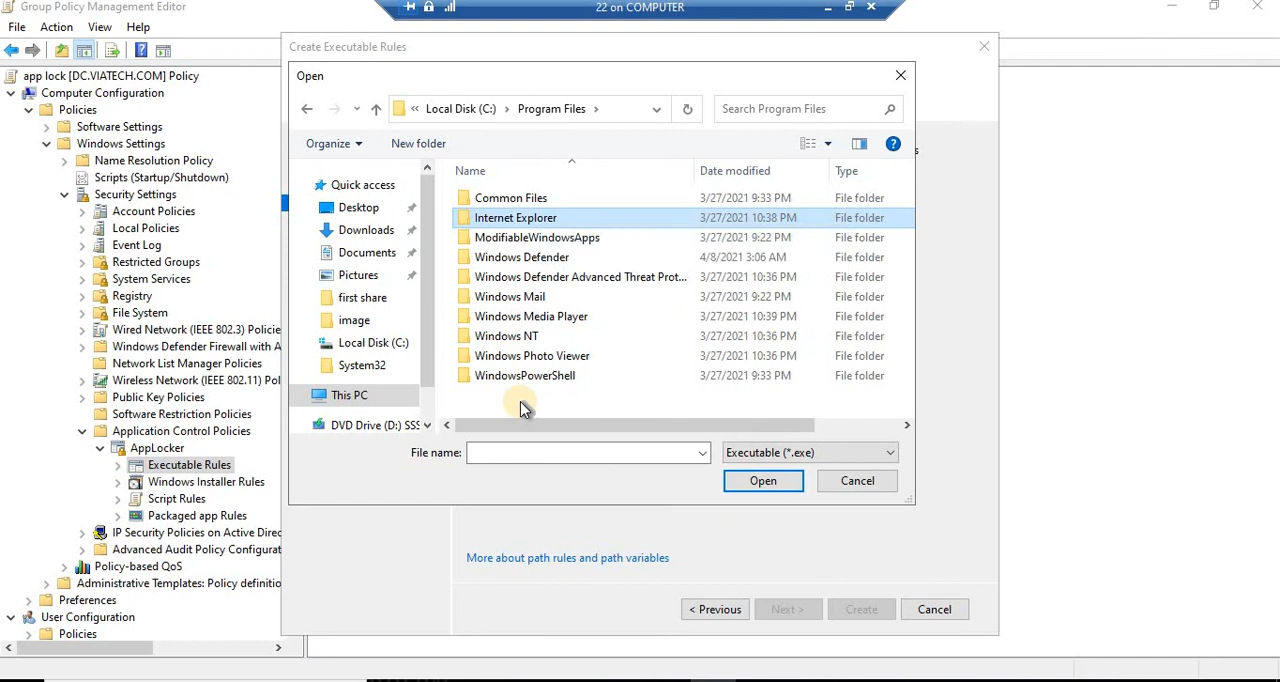 Group Policy Management Editor
22 on COMPUTER
File Action View Help
app lock [DC.VIATECH.COM] Policy
Computer Configuration
Policies
Software Settings
Windows Settings
Name Resolution Policy
Scripts (Startup/Shutdown)
Security Settings
Account Policies
Local Policies
Event Log
Restricted Groups
System Services
Registry
File System
Wired Network (IEEE 802.3) Policie
Windows Defender Firewall with A
Network List Manager Policies
Wireless Network (IEEE 802.11) Pol
Public Key Policies
Software Restriction Policies
Application Control Policies
AppLocker
Executable Rules
Windows Installer Rules
Script Rules
Packaged app Rules
IP Security Policies on Active Direc
Advanced Audit Policy Configurat
Policy-based QoS
Administrative Templates: Policy definitio
Preferences
User Configuration
Policies
Create Executable Rules
Open
« Local Disk (C:) > Program Files >
Search Program Files
Organize New folder
Quick access
Desktop
Downloads
Documents
Pictures
first share
image
Local Disk (C:)
System32
This PC
DVD Drive (D:) SSS
Name Date modified Type
Common Files 3/27/2021 9:33 PM File folder
Internet Explorer 3/27/2021 10:38 PM File folder
ModifiableWindowsApps 3/27/2021 9:22 PM File folder
Windows Defender 4/8/2021 3:06 AM File folder
Windows Defender Advanced Threat Prot... 3/27/2021 10:36 PM File folder
Windows Mail 3/27/2021 9:22 PM File folder
Windows Media Player 3/27/2021 10:39 PM File folder
Windows NT 3/27/2021 10:36 PM File folder
Windows Photo Viewer 3/27/2021 10:36 PM File folder
WindowsPowerShell 3/27/2021 9:33 PM File folder
File name: Executable (*.exe)
Open Cancel
More about path rules and path variables
< Previous Next > Create Cancel